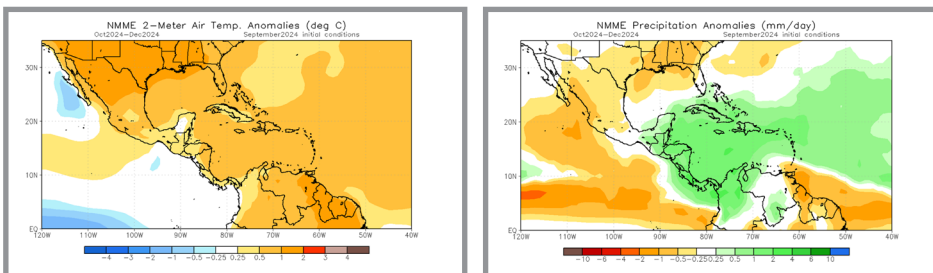 NMME 2-Meter Air Temp. Anomalies (deg C)
Oct2024-Dec2024 September2024 initial conditions
30N
20N
10N
EQ
120W 110W 100W 90W 80W 70W 60W 50W 40W
-4 -3 -2 -1 -0.5 -0.25 0.25 0.5 1 2 3 4
NMME Precipitation Anomalies (mm/day)
Oct2024-Dec2024 September2024 initial conditions
30N
20N
10N
EQ
120W 110W 100W 90W 80W 70W 60W 50W 40W
-10 -8 -6 -4 -2 -1 -0.5 -0.25 0.25 0.5 1 2 4 6 8 10